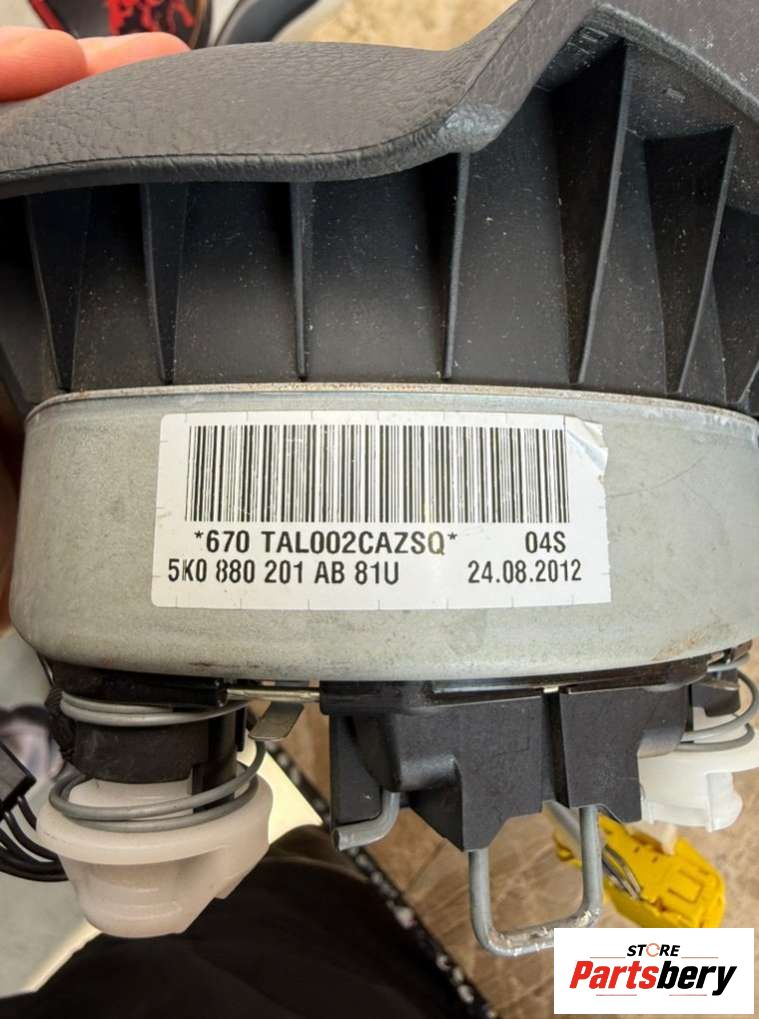 *670 TAL002CAZSQ* 04S
5K0 880 201 AB 81U 24.08.2012
STORE
Partsbery